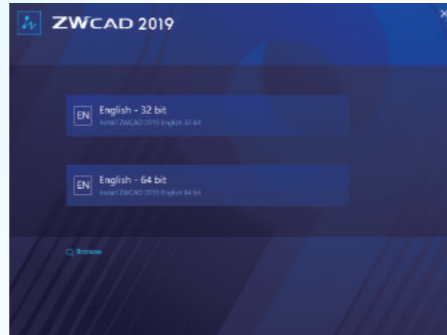 ZWCAD 2019
EN
English - 32 bit
Install ZWCAD 2019 English 32 bit
EN
English - 64 bit
Install ZWCAD 2019 English 64 bit
Browse